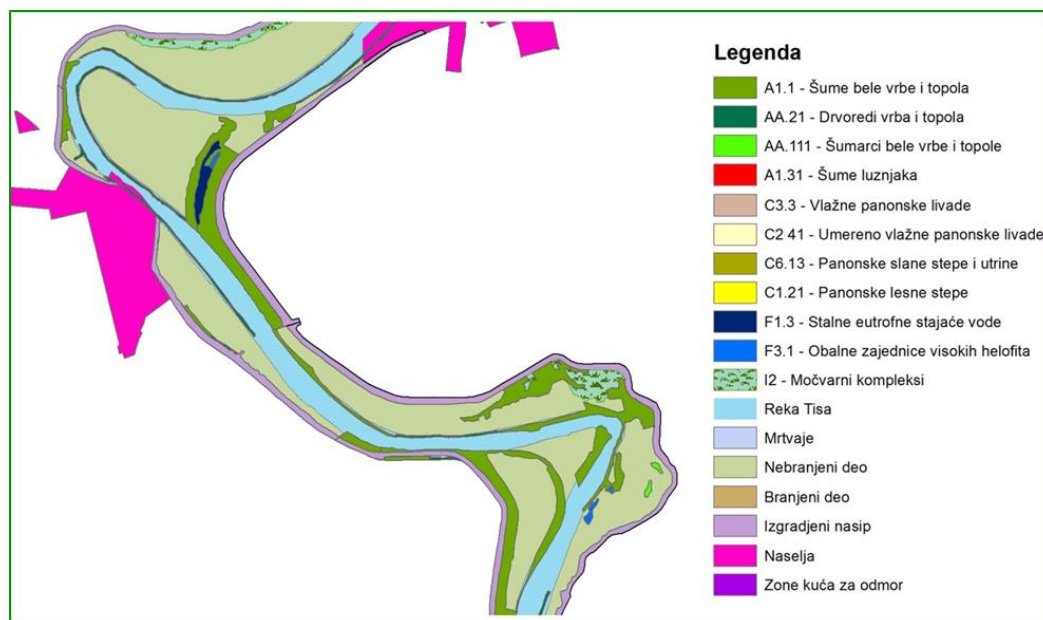 Legenda
A1.1 - Šume bele vrbe i topola
AA.21 - Drvoredi vrba i topola
AA.111 - Šumarci bele vrbe i topole
A1.31 - Šume luznjaka
C3.3 - Vlažne panonske livade
C2 41 - Umereno vlažne panonske livade
C6.13 - Panonske slane stepe i utrine
C1.21 - Panonske lesne stepe
F1.3 - Stalne eutrofne stajaće vode
F3.1 - Obalne zajednice visokih helofita
I2 - Močvarni kompleksi
Reka Tisa
Mrtvaje
Nebranjeni deo
Branjeni deo
Izgradjeni nasip
Naselja
Zone kuća za odmor